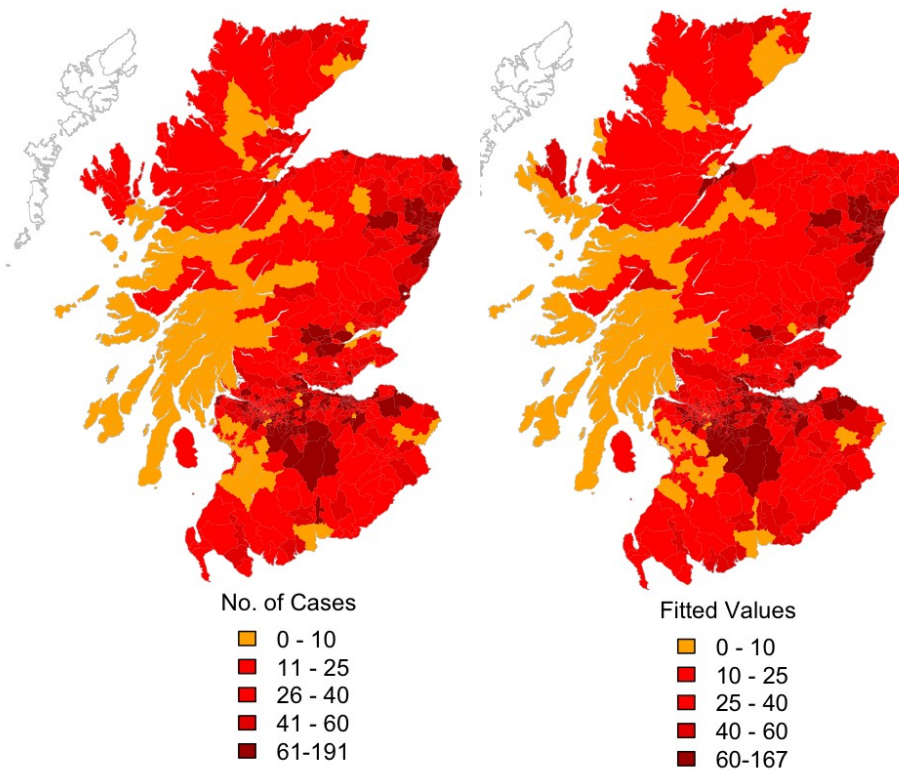 No. of Cases
0 - 10
11 - 25
26 - 40
41 - 60
61-191
Fitted Values
0 - 10
10 - 25
25 - 40
40 - 60
60-167